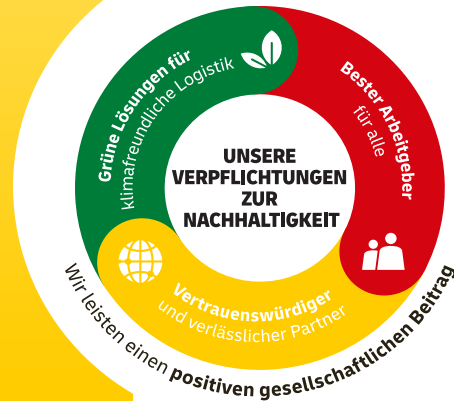 Grüne Lösungen für
klimafreundliche Logistik
Bester Arbeitgeber
für alle
UNSERE
VERPFLICHTUNGEN
ZUR
NACHHALTIGKEIT
Vertrauenswürdiger
und verlässlicher Partner
Wir leisten einen positiven gesellschaftlichen Beitrag